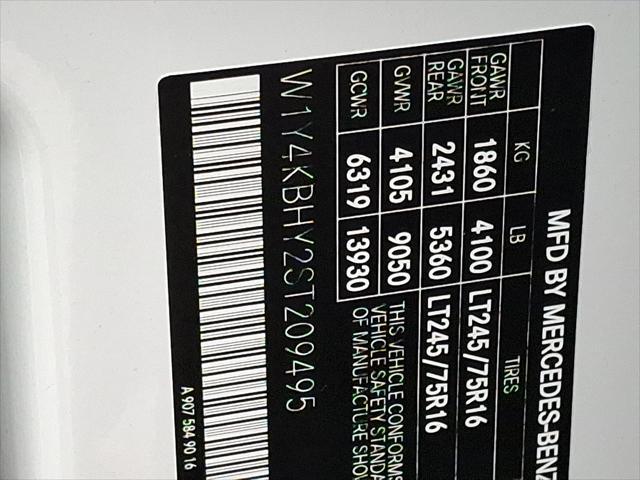 MFD BY MERCEDES-BENZ
KG LB TIRES
GAWR FRONT 1860 4100 LT245/75R16
GAWR REAR 2431 5360 LT245/75R16
GVWR 4105 9050
GCWR 6319 13930
THIS VEHICLE CONFORMS
VEHICLE SAFETY STANDA
OF MANUFACTURE SHOW
W1Y4KBHY2ST209495
A 907 584 90 16